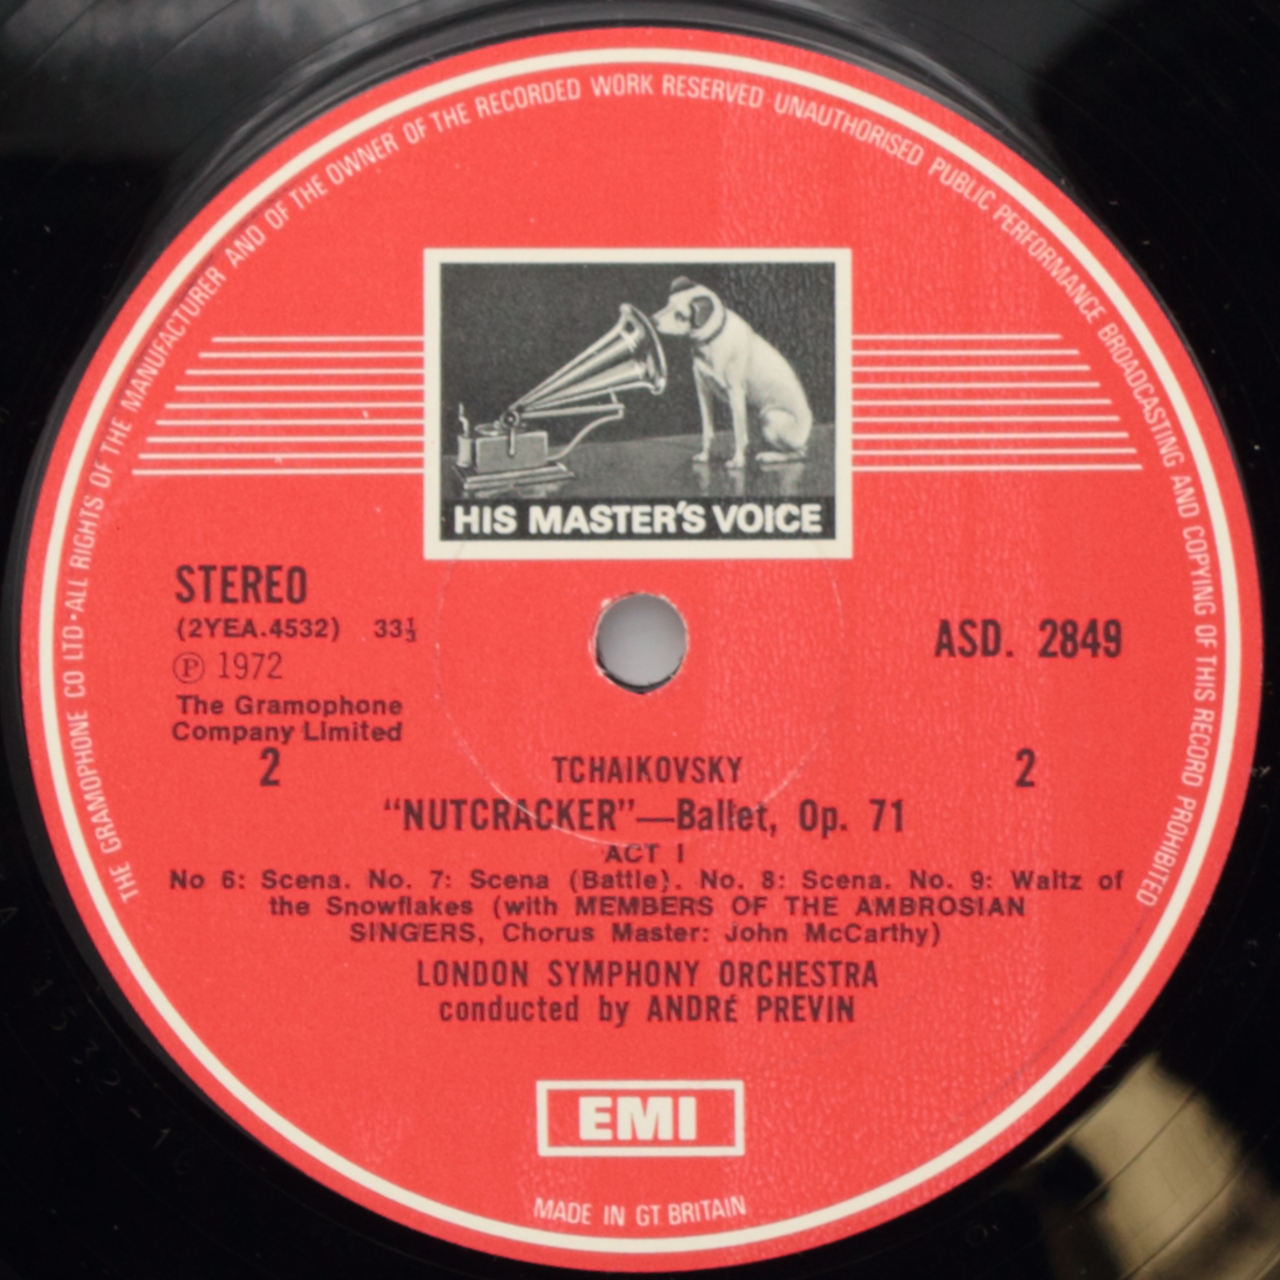 THE GRAMOPHONE CO LTD • ALL RIGHTS OF THE MANUFACTURER AND OF THE OWNER OF THE RECORDED WORK RESERVED UNAUTHORISED PUBLIC PERFORMANCE BROADCASTING AND COPYING OF THIS RECORD PROHIBITED
HIS MASTER'S VOICE
STEREO
(2YEA.4532) 33⅓
ASD. 2849
℗ 1972
The Gramophone
Company Limited
2 2
TCHAIKOVSKY
“NUTCRACKER”—Ballet, Op. 71
ACT I
No 6: Scena. No. 7: Scena (Battle). No. 8: Scena. No. 9: Waltz of
the Snowflakes (with MEMBERS OF THE AMBROSIAN
SINGERS, Chorus Master: John McCarthy)
LONDON SYMPHONY ORCHESTRA
conducted by ANDRÉ PREVIN
EMI
MADE IN GT BRITAIN